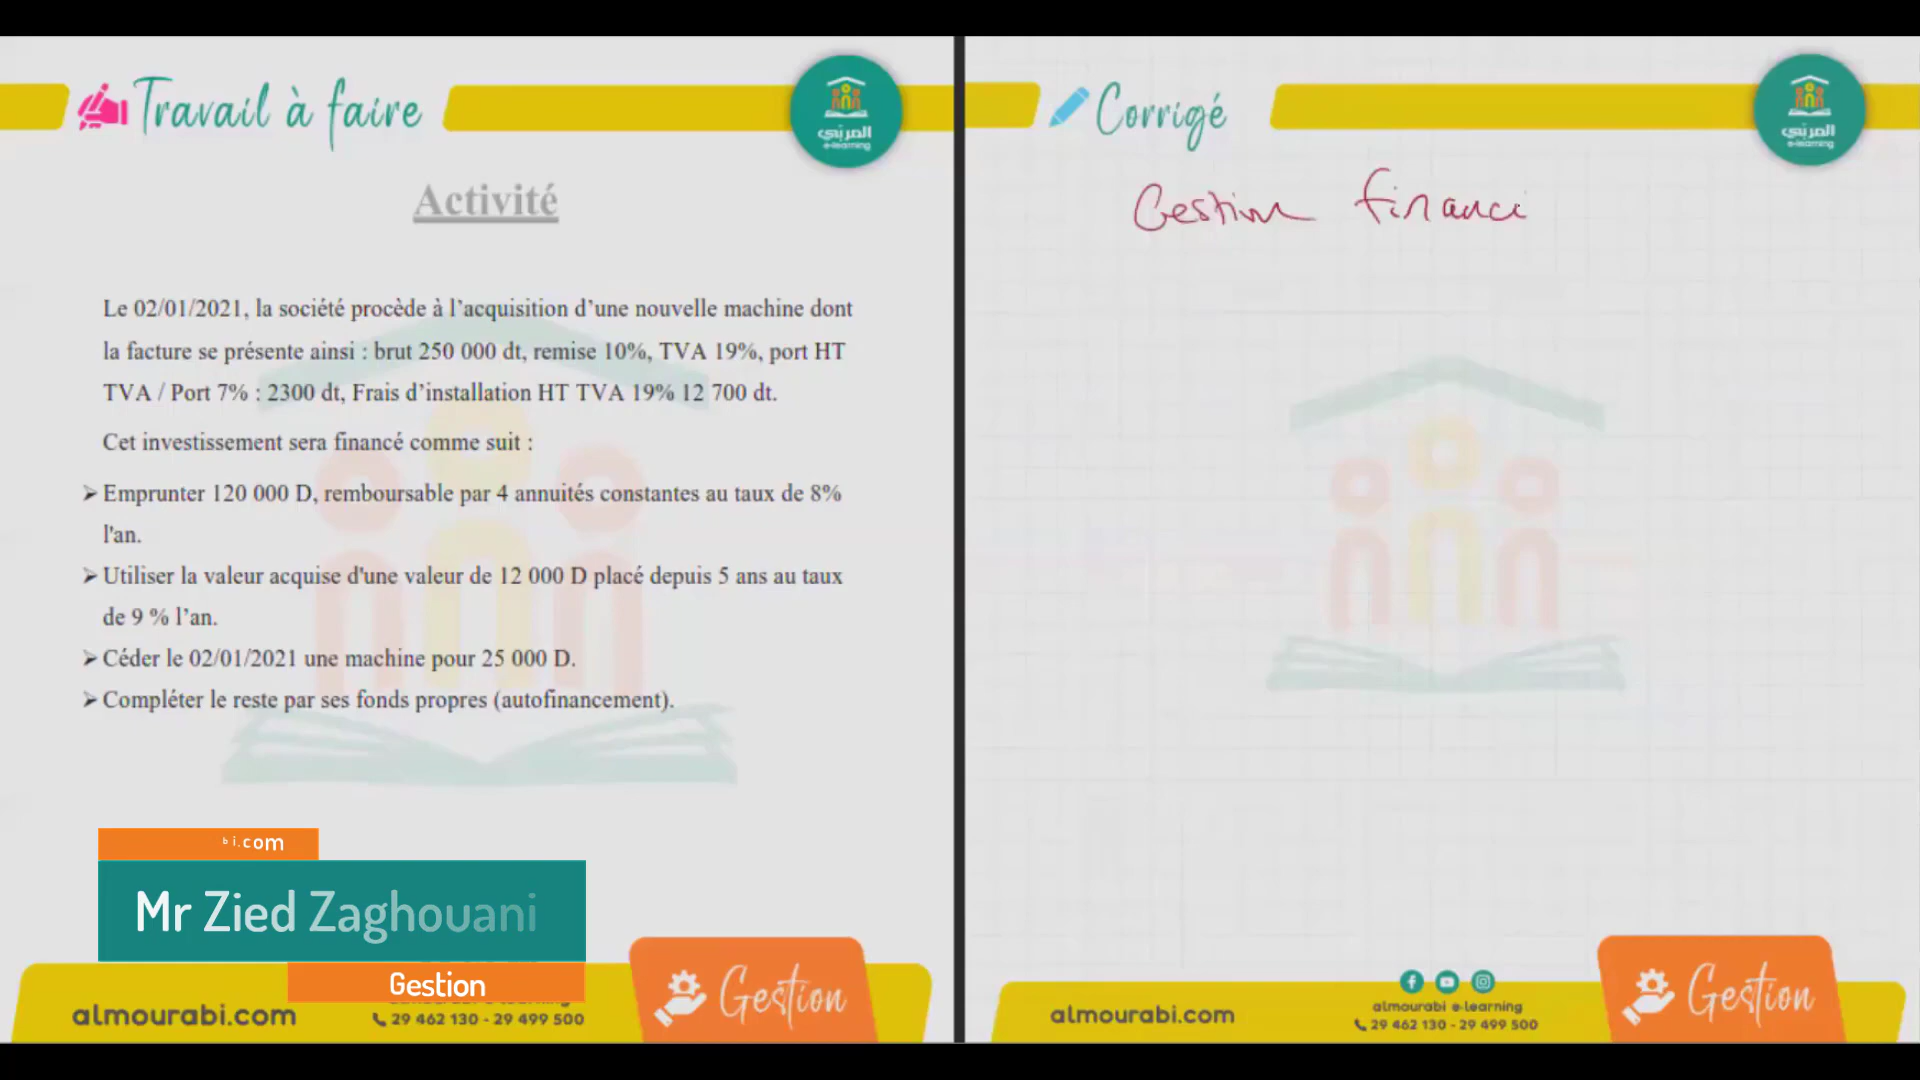 Travail à faire
المربّي
e-learning
Activité
Le 02/01/2021, la société procède à l’acquisition d’une nouvelle machine dont
la facture se présente ainsi : brut 250 000 dt, remise 10%, TVA 19%, port HT
TVA / Port 7% : 2300 dt, Frais d’installation HT TVA 19% 12 700 dt.
Cet investissement sera financé comme suit :
➤ Emprunter 120 000 D, remboursable par 4 annuités constantes au taux de 8%
l'an.
➤ Utiliser la valeur acquise d'une valeur de 12 000 D placé depuis 5 ans au taux
de 9 % l’an.
➤ Céder le 02/01/2021 une machine pour 25 000 D.
➤ Compléter le reste par ses fonds propres (autofinancement).
bi.com
Mr Zied Zaghouani
Gestion
almourabi.com
29 462 130 - 29 499 500
Gestion
Corrigé
المربّي
e-learning
Gestion financi
almourabi.com
almourabi e-learning
29 462 130 - 29 499 500
Gestion